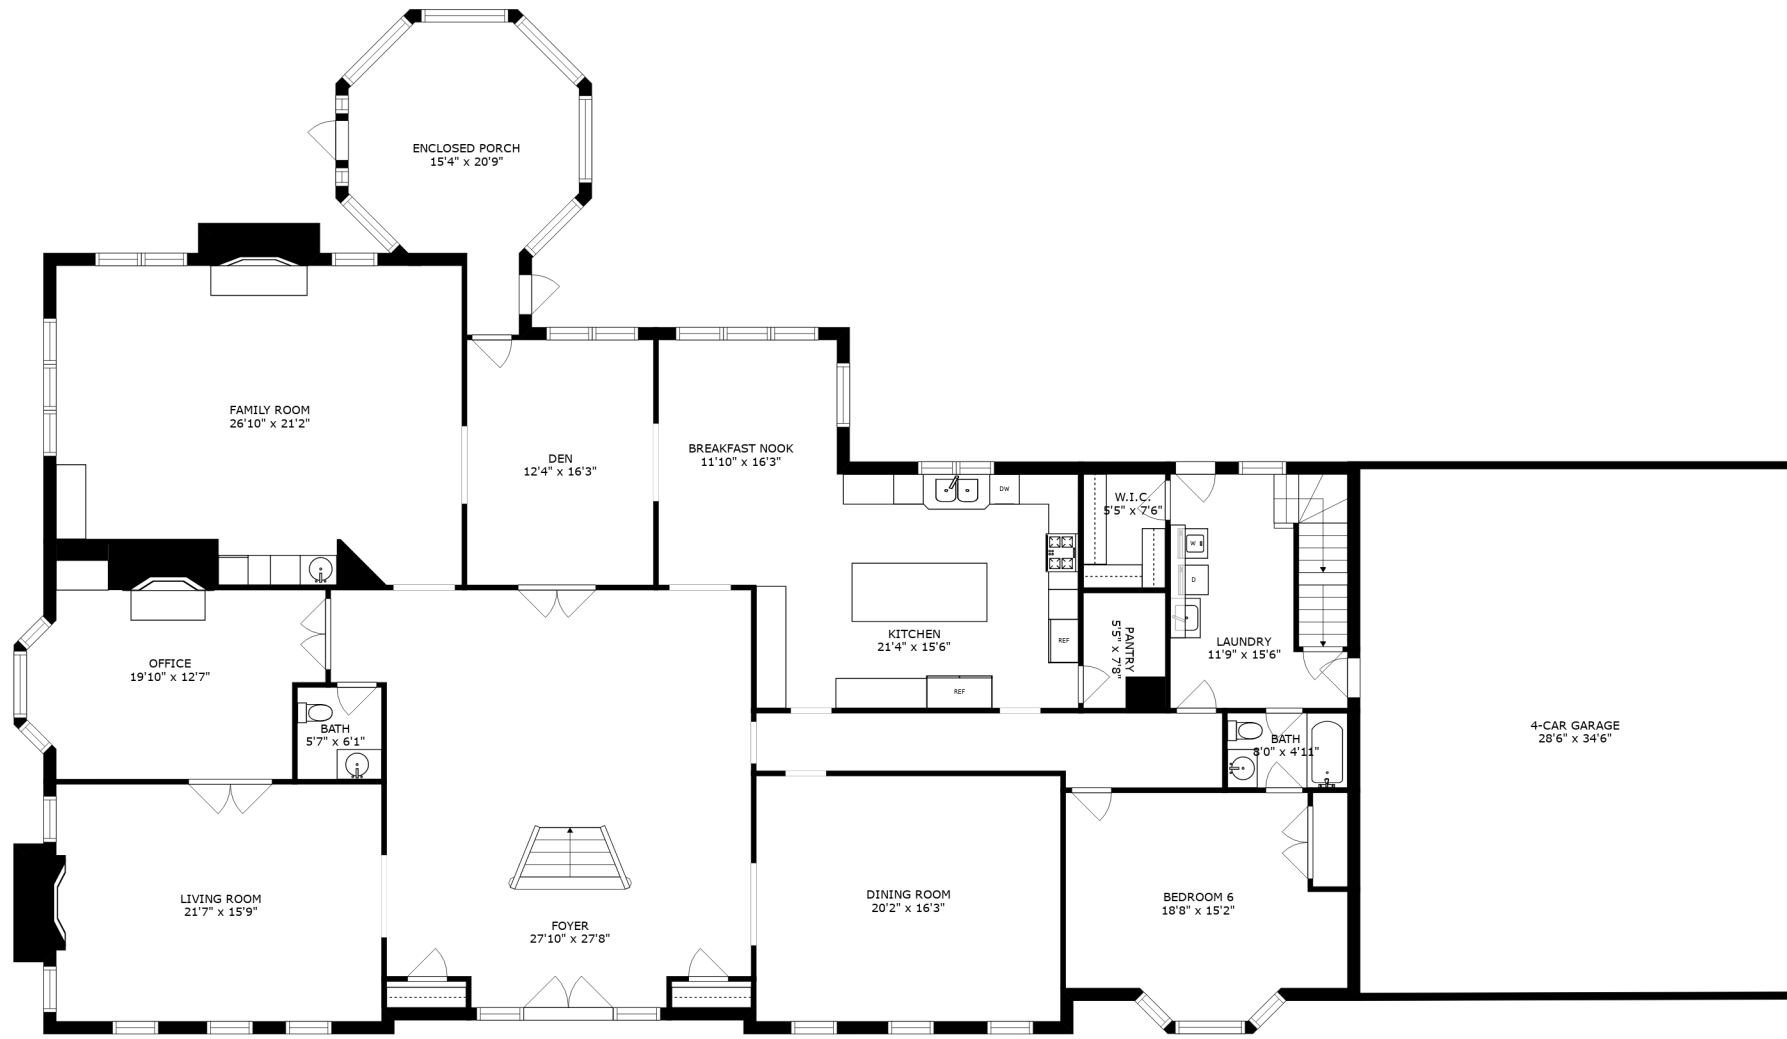 ENCLOSED PORCH
15'4" x 20'9"
FAMILY ROOM
26'10" x 21'2"
DEN
12'4" x 16'3"
BREAKFAST NOOK
11'10" x 16'3"
DW
W.I.C.
5'5" x 7'6"
W
D
KITCHEN
21'4" x 15'6"
REF
REF
PANTRY
5'5" x 7'8"
LAUNDRY
11'9" x 15'6"
OFFICE
19'10" x 12'7"
BATH
5'7" x 6'1"
BATH
8'0" x 4'11"
4-CAR GARAGE
28'6" x 34'6"
LIVING ROOM
21'7" x 15'9"
FOYER
27'10" x 27'8"
DINING ROOM
20'2" x 16'3"
BEDROOM 6
18'8" x 15'2"